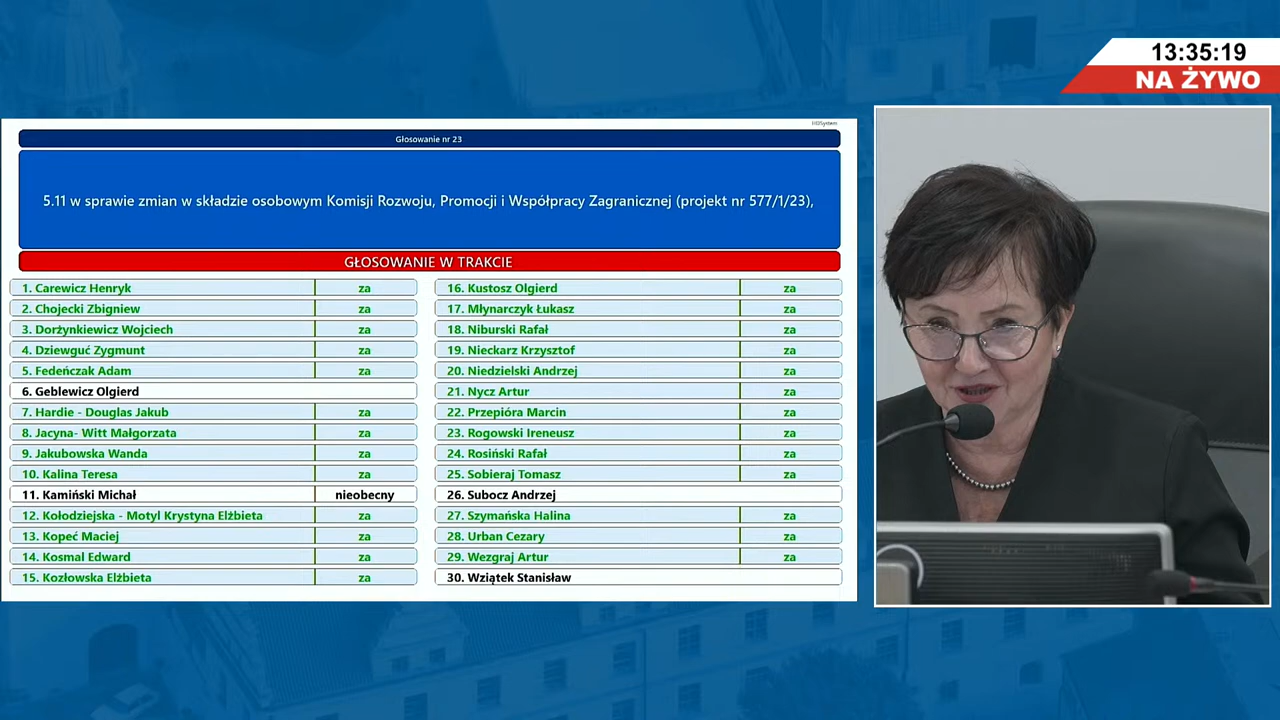 13:35:19
NA ŻYWO
HDSystem
Głosowanie nr 23
5.11 w sprawie zmian w składzie osobowym Komisji Rozwoju, Promocji i Współpracy Zagranicznej (projekt nr 577/1/23),
GŁOSOWANIE W TRAKCIE
1. Carewicz Henryk za
2. Chojecki Zbigniew za
3. Dorżynkiewicz Wojciech za
4. Dziewguć Zygmunt za
5. Fedeńczak Adam za
6. Geblewicz Olgierd
7. Hardie - Douglas Jakub za
8. Jacyna- Witt Małgorzata za
9. Jakubowska Wanda za
10. Kalina Teresa za
11. Kamiński Michał nieobecny
12. Kołodziejska - Motyl Krystyna Elżbieta za
13. Kopeć Maciej za
14. Kosmal Edward za
15. Kozłowska Elżbieta za
16. Kustosz Olgierd za
17. Młynarczyk Łukasz za
18. Niburski Rafał za
19. Nieckarz Krzysztof za
20. Niedzielski Andrzej za
21. Nycz Artur za
22. Przepióra Marcin za
23. Rogowski Ireneusz za
24. Rosiński Rafał za
25. Sobieraj Tomasz za
26. Subocz Andrzej
27. Szymańska Halina za
28. Urban Cezary za
29. Wezgraj Artur za
30. Wziątek Stanisław